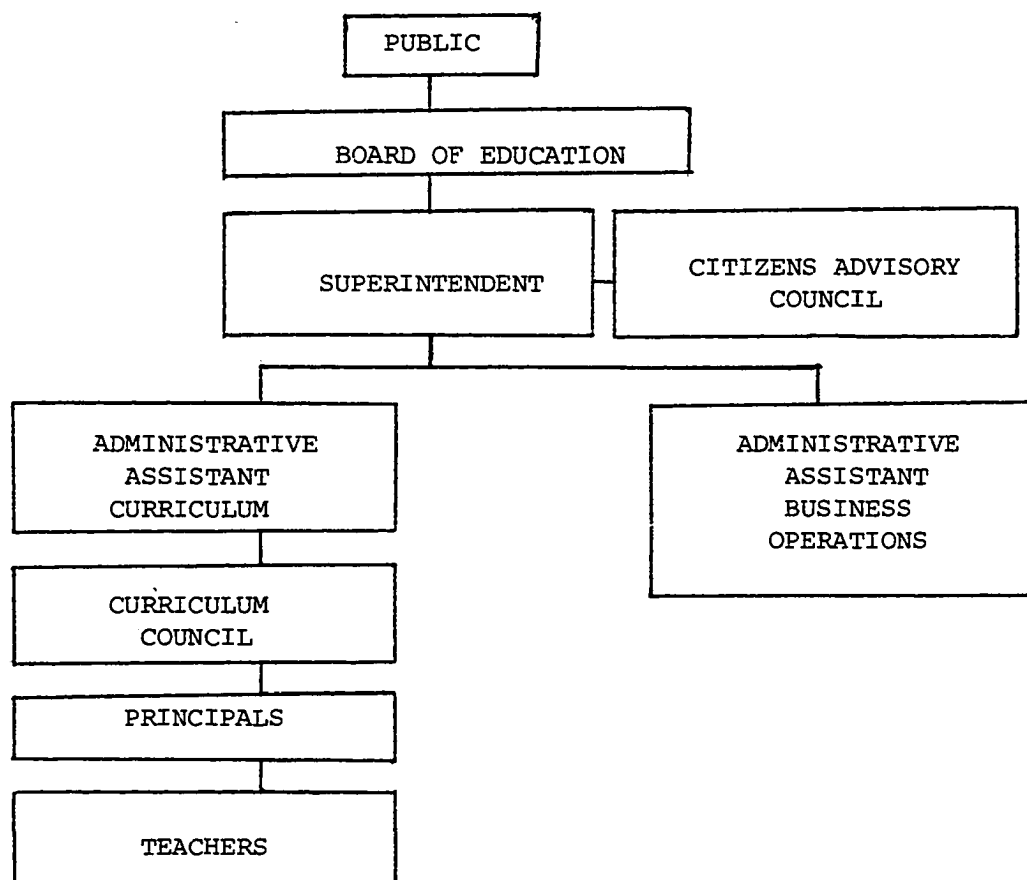 PUBLIC
BOARD OF EDUCATION
SUPERINTENDENT
CITIZENS ADVISORY
COUNCIL
ADMINISTRATIVE
ASSISTANT
CURRICULUM
ADMINISTRATIVE
ASSISTANT
BUSINESS
OPERATIONS
CURRICULUM
COUNCIL
PRINCIPALS
TEACHERS